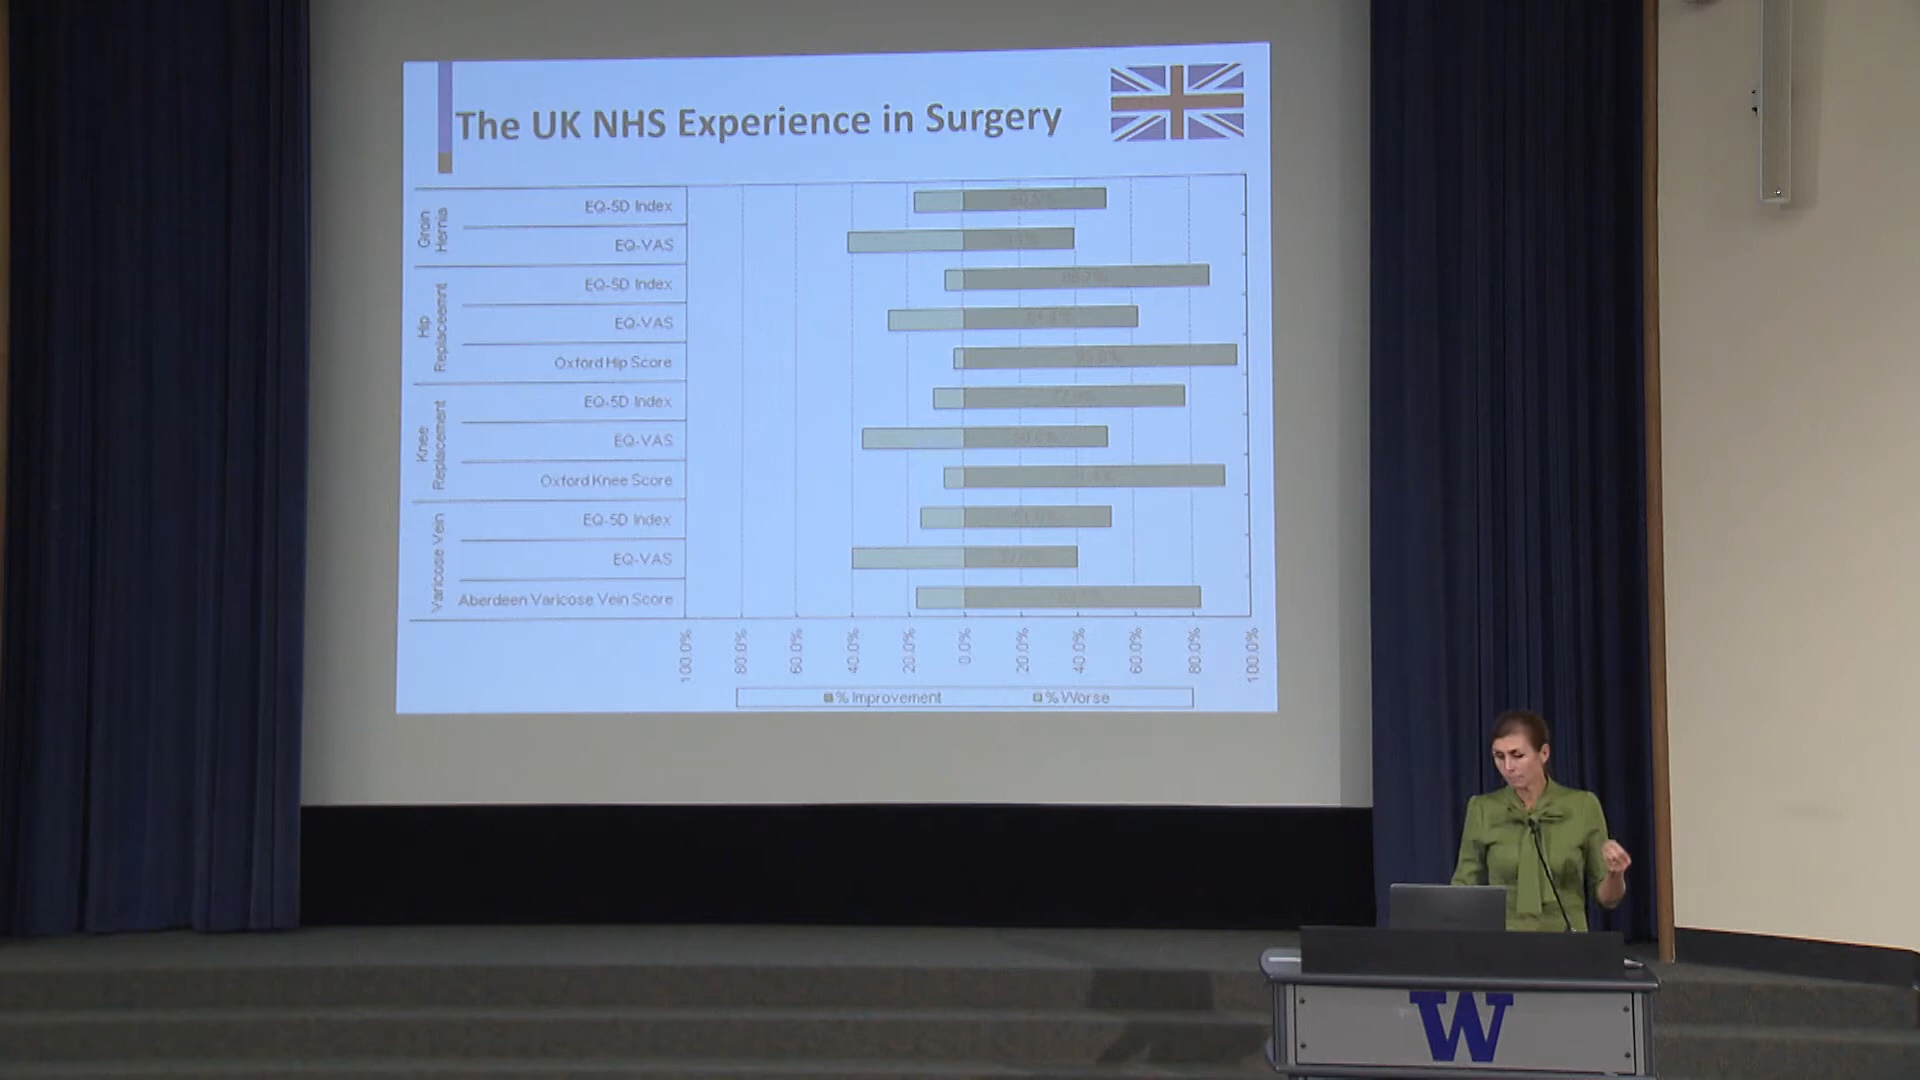 The UK NHS Experience in Surgery
Groin Hernia
EQ-5D Index
EQ-VAS
Hip Replaceemnt
EQ-5D Index
EQ-VAS
Oxford Hip Score
Knee Replacement
EQ-5D Index
EQ-VAS
Oxford Knee Score
Varicose Vein
EQ-5D Index
EQ-VAS
Aberdeen Varicose Vein Score
100.0% 80.0% 60.0% 40.0% 20.0% 0.0% 20.0% 40.0% 60.0% 80.0% 100.0%
% Improvement % Worse
W